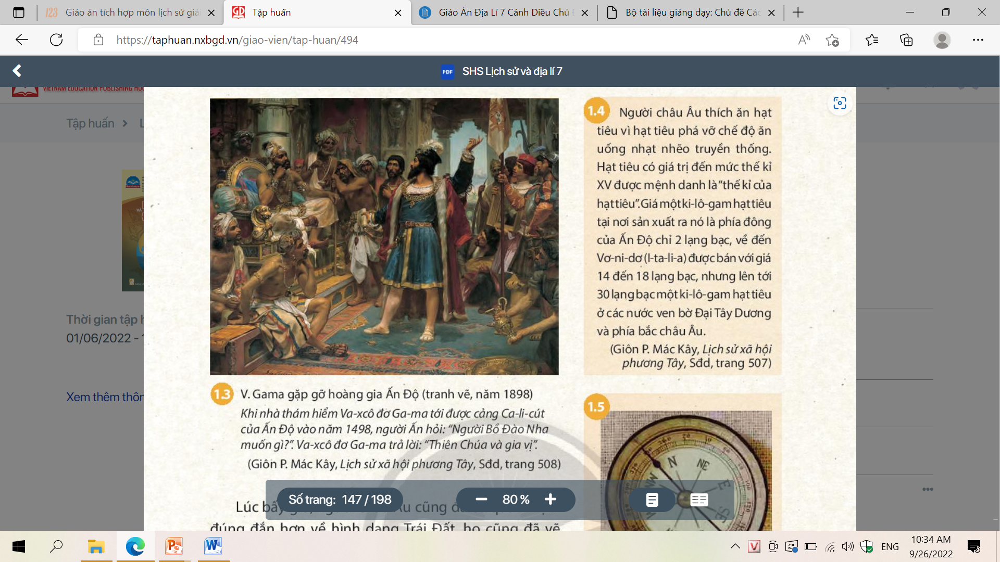 Giáo án tích hợp môn lịch sử giải
Tập huấn
Giáo Án Địa Lí 7 Cánh Diều Chủ
Bộ tài liệu giảng dạy: Chủ đề Các
https://taphuan.nxbgd.vn/giao-vien/tap-huan/494
PDF SHS Lịch sử và địa lí 7
VIETNAM EDUCATION PUBLISHING HOU
Tập huấn
Thời gian tập h
01/06/2022 - 1
Xem thêm thôn
1.4 Người châu Âu thích ăn hạt
tiêu vì hạt tiêu phá vỡ chế độ ăn
uống nhạt nhẽo truyền thống.
Hạt tiêu có giá trị đến mức thế kỉ
XV được mệnh danh là "thế kỉ của
hạt tiêu". Giá một ki-lô-gam hạt tiêu
tại nơi sản xuất ra nó là phía đông
của Ấn Độ chỉ 2 lạng bạc, về đến
Vơ-ni-dơ (I-ta-li-a) được bán với giá
14 đến 18 lạng bạc, nhưng lên tới
30 lạng bạc một ki-lô-gam hạt tiêu
ở các nước ven bờ Đại Tây Dương
và phía bắc châu Âu.
(Giôn P. Mác Kây, Lịch sử xã hội
phương Tây, Sđd, trang 507)
1.3 V. Gama gặp gỡ hoàng gia Ấn Độ (tranh vẽ, năm 1898)
Khi nhà thám hiểm Va-xcô đờ Ga-ma tới được cảng Ca-li-cút
của Ấn Độ vào năm 1498, người Ấn hỏi: "Người Bồ Đào Nha
muốn gì?". Va-xcô đơ Ga-ma trả lời: "Thiên Chúa và gia vị".
(Giôn P. Mác Kây, Lịch sử xã hội phương Tây, Sđd, trang 508)
1.5
N
NE
E
SE
W
Lúc bấy
Âu cũng
đúng đắn hơn về hình dạng Trái Đất, họ cũng đã vẽ
Số trang: 147 / 198
80 %
ENG
10:34 AM
9/26/2022